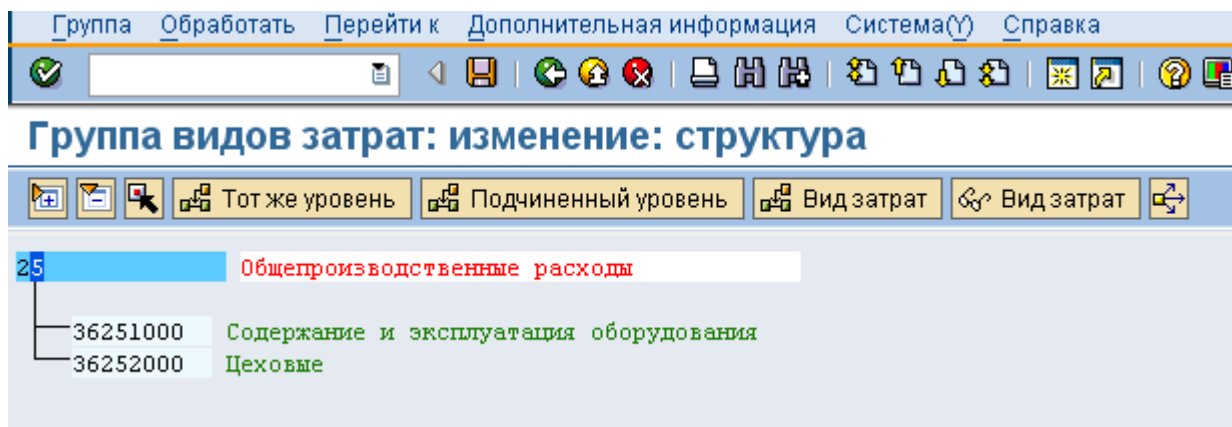 Группа Обработать Перейти к Дополнительная информация Система(Y) Справка
Группа видов затрат: изменение: структура
Тот же уровень Подчиненный уровень Вид затрат Вид затрат
25 Общепроизводственные расходы
36251000 Содержание и эксплуатация оборудования
36252000 Цеховые